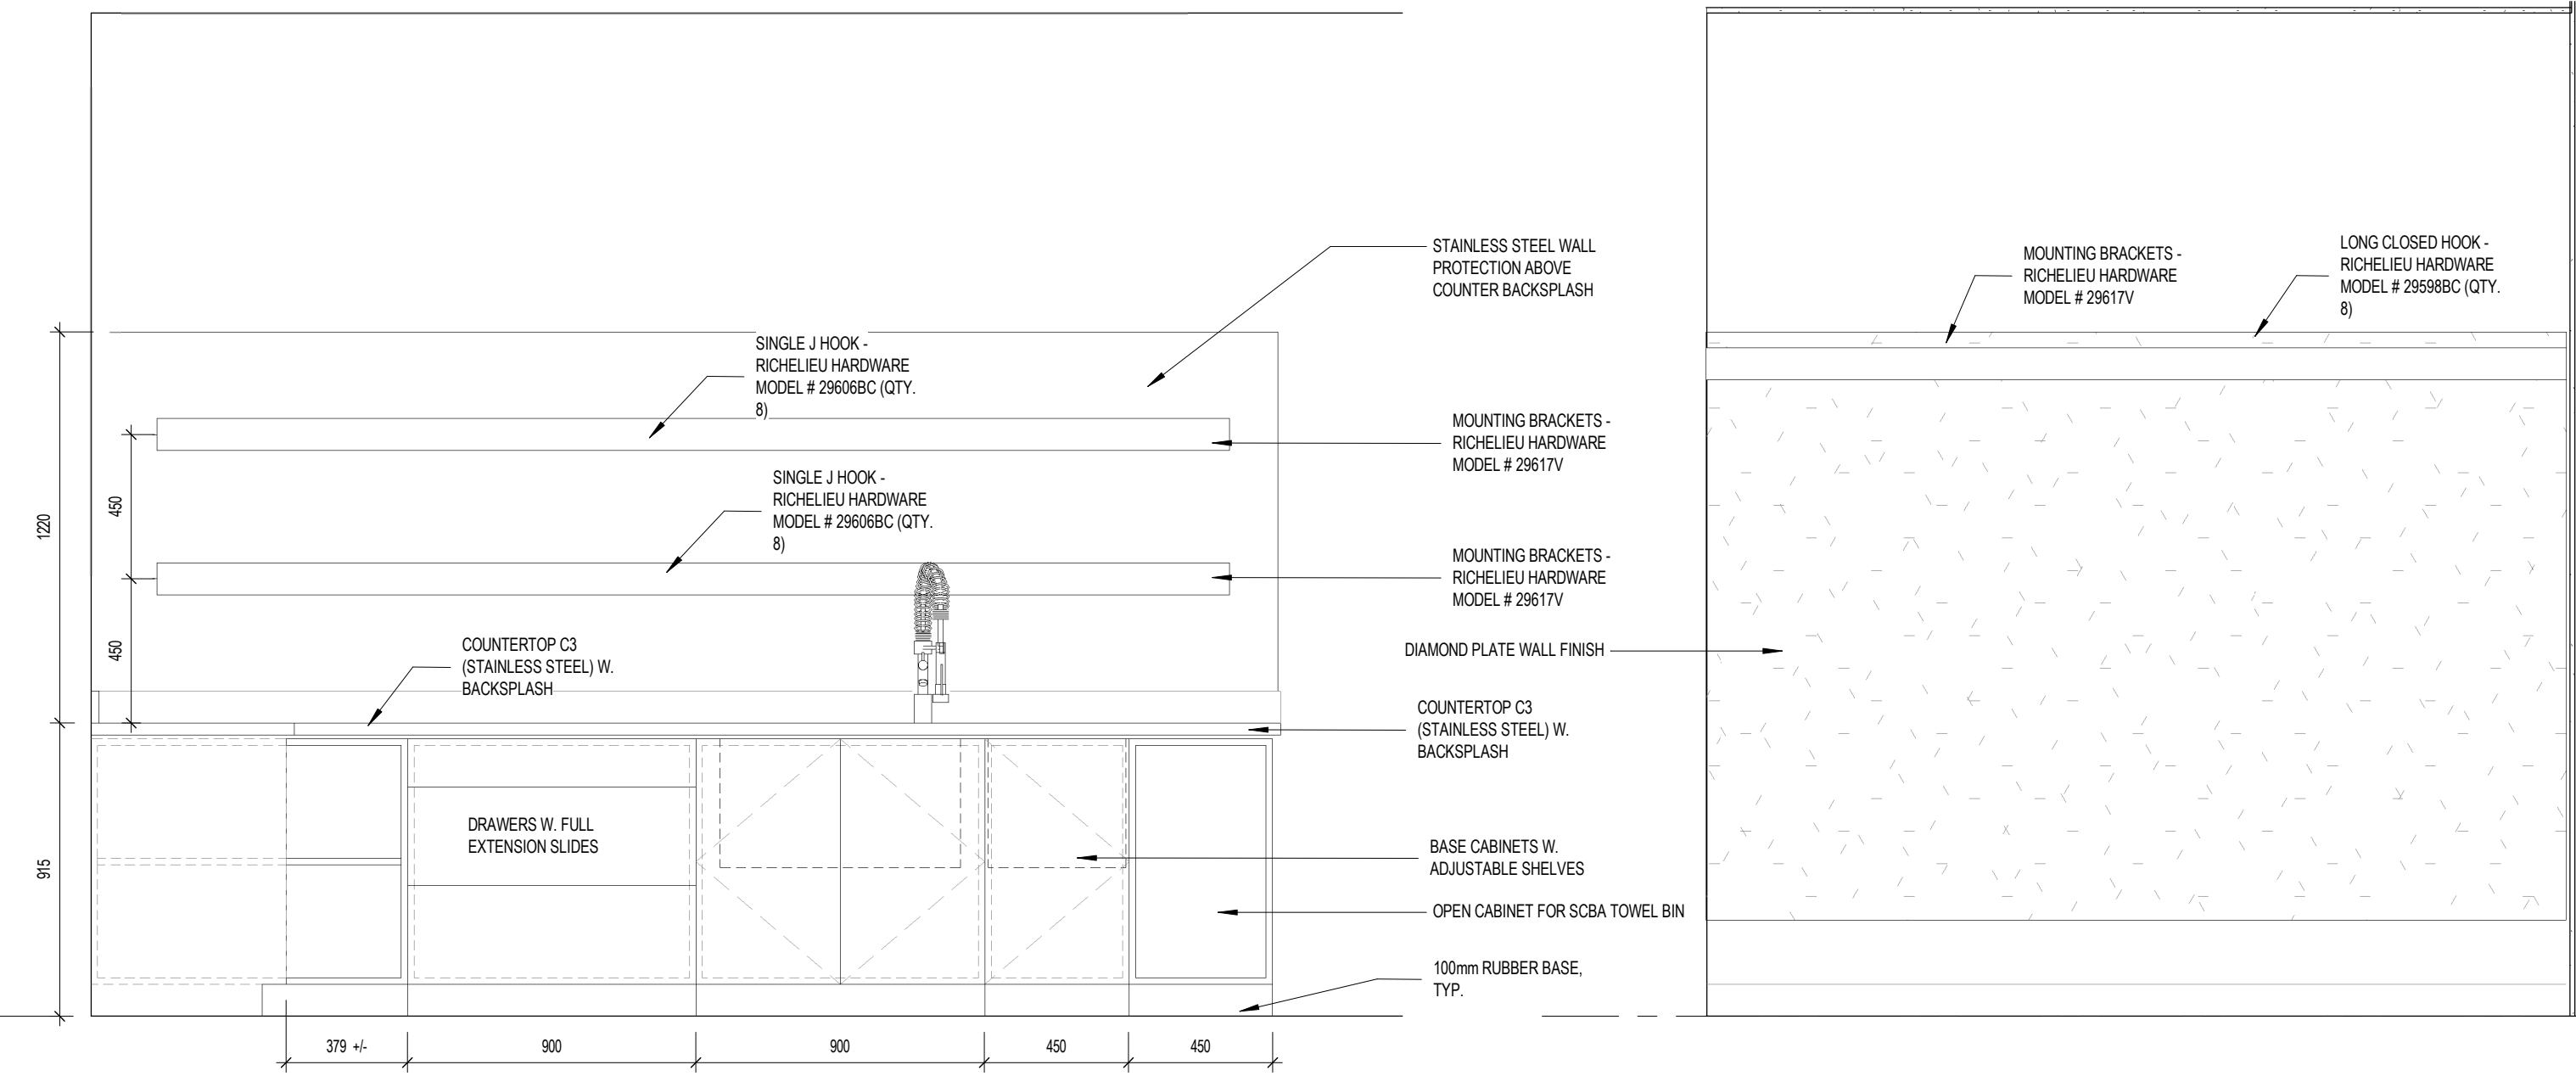 STAINLESS STEEL WALL
PROTECTION ABOVE
COUNTER BACKSPLASH
MOUNTING BRACKETS -
RICHELIEU HARDWARE
MODEL # 29617V
LONG CLOSED HOOK -
RICHELIEU HARDWARE
MODEL # 29598BC (QTY.
8)
SINGLE J HOOK -
RICHELIEU HARDWARE
MODEL # 29606BC (QTY.
8)
MOUNTING BRACKETS -
RICHELIEU HARDWARE
MODEL # 29617V
SINGLE J HOOK -
RICHELIEU HARDWARE
MODEL # 29606BC (QTY.
8)
1220
450
MOUNTING BRACKETS -
RICHELIEU HARDWARE
MODEL # 29617V
450
COUNTERTOP C3
(STAINLESS STEEL) W.
BACKSPLASH
DIAMOND PLATE WALL FINISH
COUNTERTOP C3
(STAINLESS STEEL) W.
BACKSPLASH
915
DRAWERS W. FULL
EXTENSION SLIDES
BASE CABINETS W.
ADJUSTABLE SHELVES
OPEN CABINET FOR SCBA TOWEL BIN
100mm RUBBER BASE,
TYP.
379 +/-
900
900
450
450